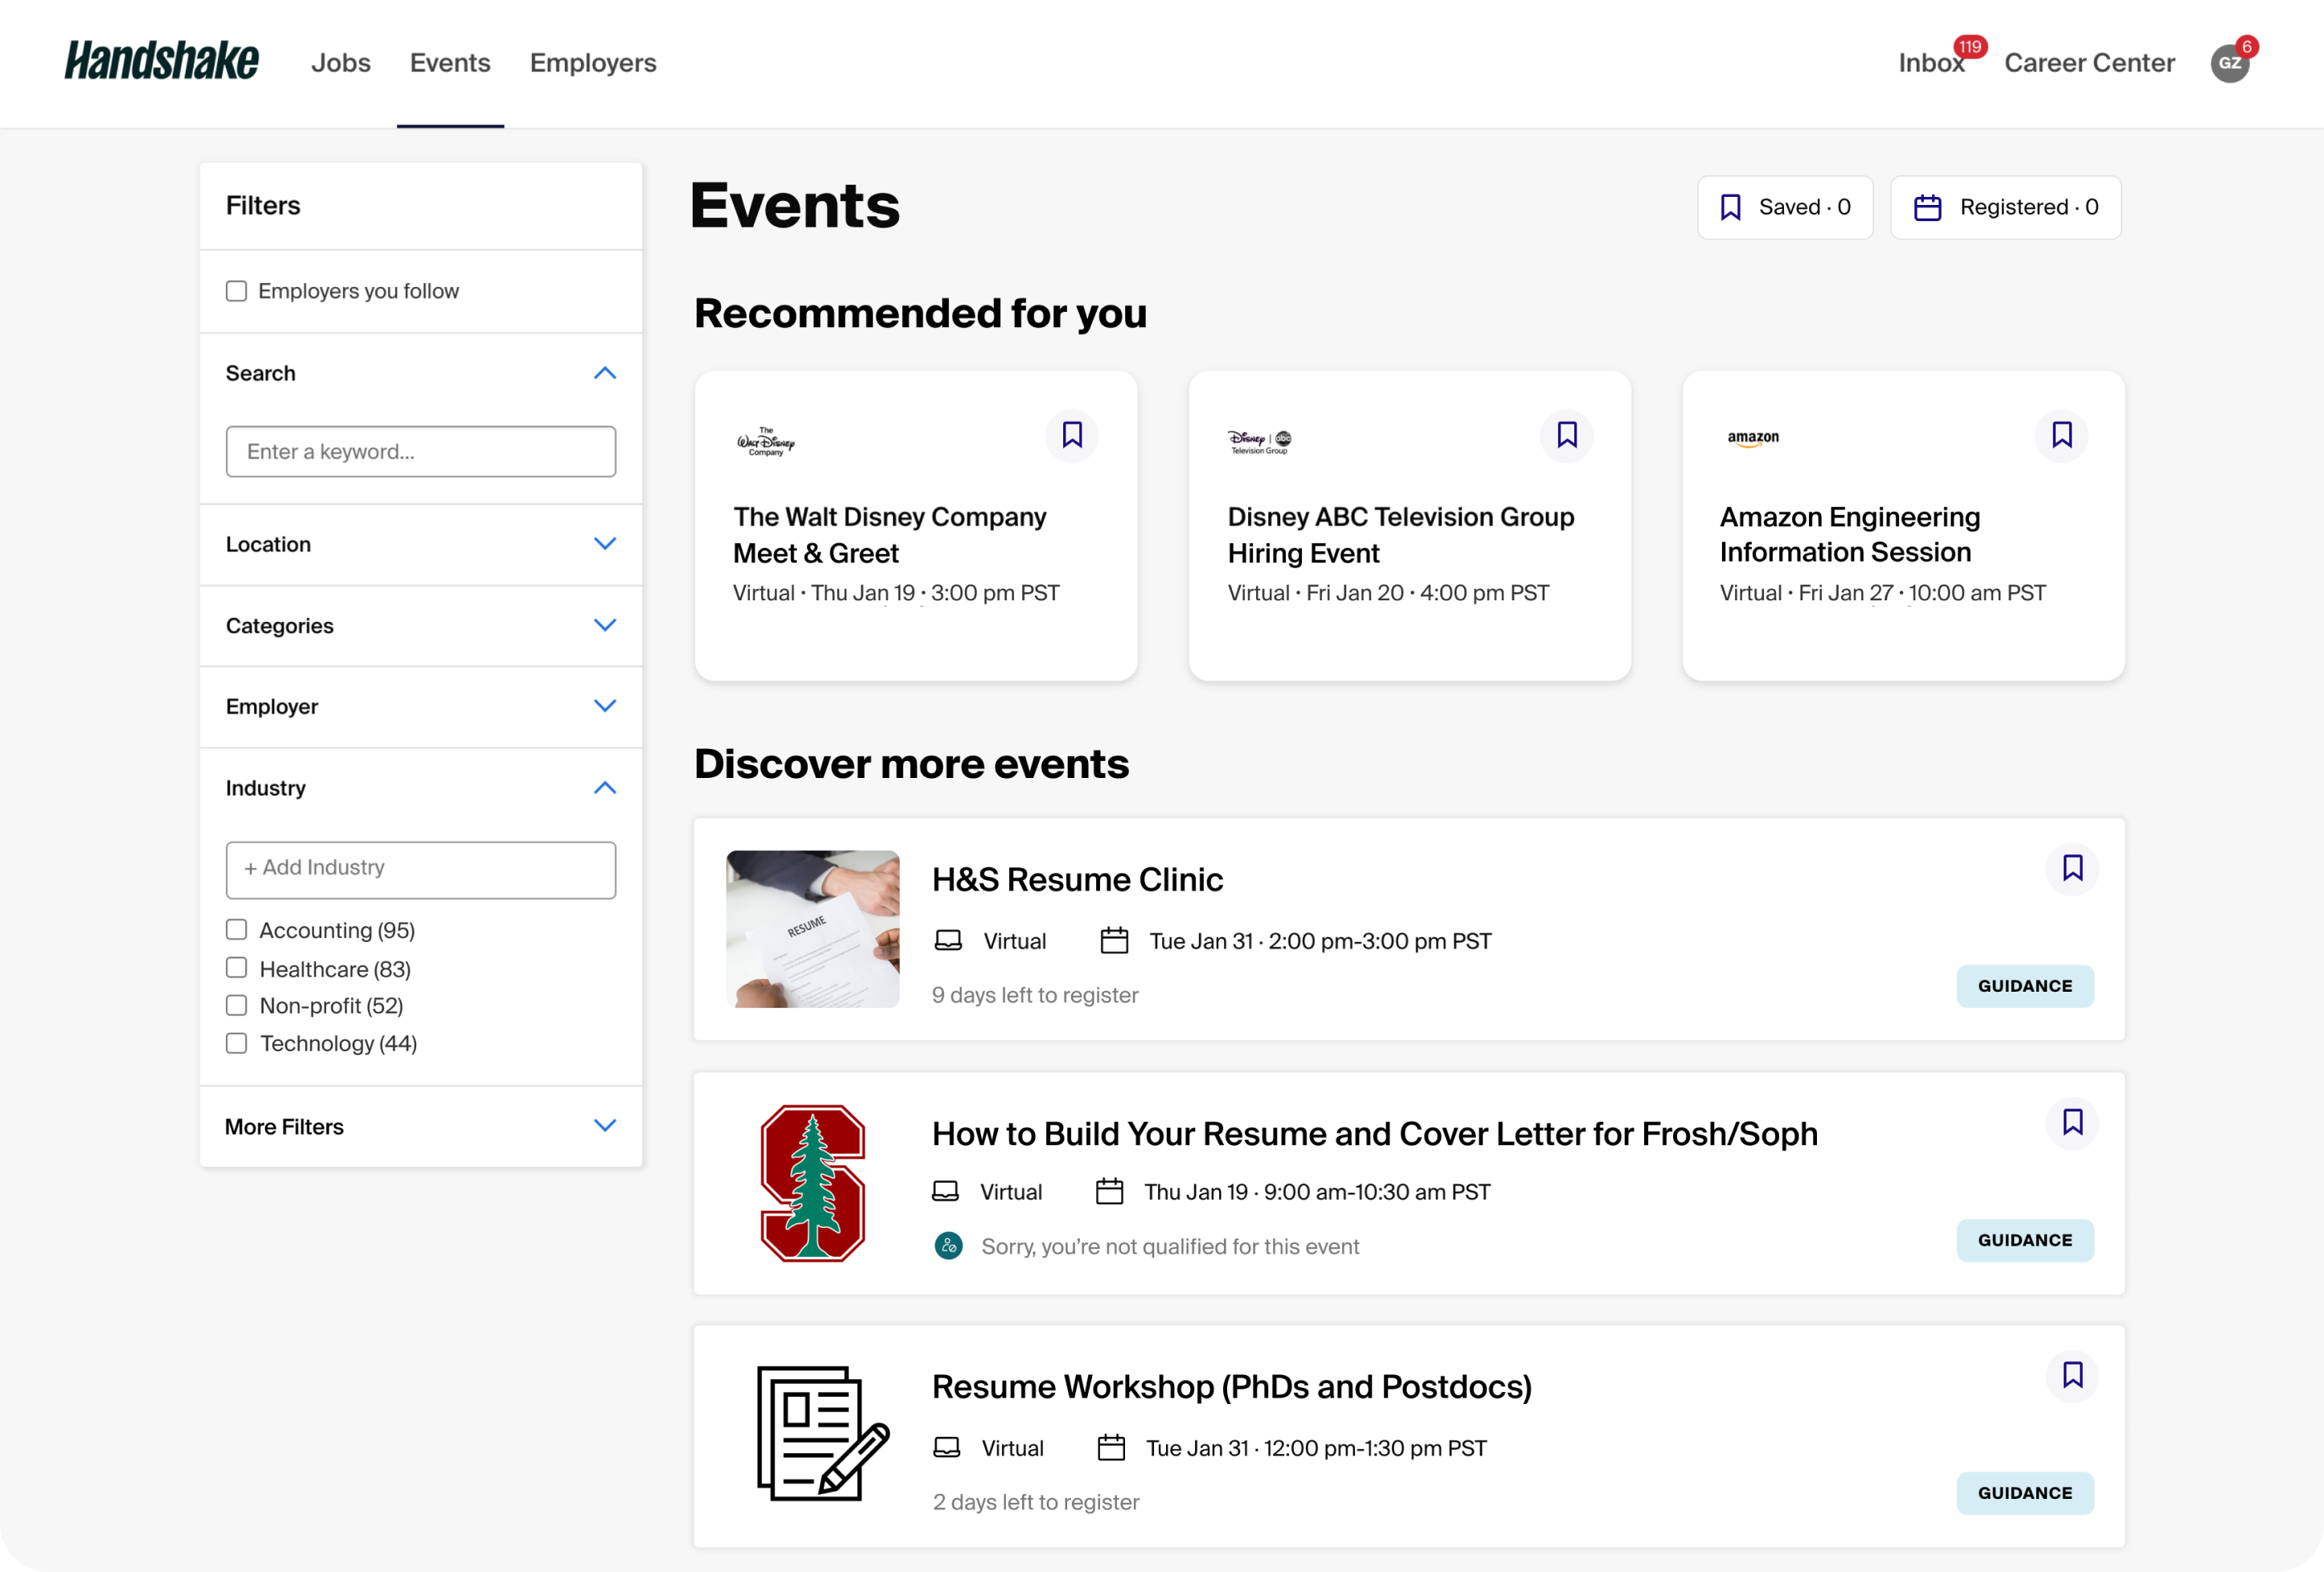 Handshake
Jobs
Events
Employers
Inbox
119
Career Center
GZ
6
Filters
Employers you follow
Search
Enter a keyword...
Location
Categories
Employer
Industry
+ Add Industry
Accounting (95)
Healthcare (83)
Non-profit (52)
Technology (44)
More Filters
Events
Saved · 0
Registered · 0
Recommended for you
The
Walt Disney
Company
The Walt Disney Company
Meet & Greet
Virtual · Thu Jan 19 · 3:00 pm PST
Disney | abc
Television Group
Disney ABC Television Group
Hiring Event
Virtual · Fri Jan 20 · 4:00 pm PST
amazon
Amazon Engineering
Information Session
Virtual · Fri Jan 27 · 10:00 am PST
Discover more events
RESUME
H&S Resume Clinic
Virtual
Tue Jan 31 · 2:00 pm-3:00 pm PST
9 days left to register
GUIDANCE
How to Build Your Resume and Cover Letter for Frosh/Soph
Virtual
Thu Jan 19 · 9:00 am-10:30 am PST
Sorry, you're not qualified for this event
GUIDANCE
Resume Workshop (PhDs and Postdocs)
Virtual
Tue Jan 31 · 12:00 pm-1:30 pm PST
2 days left to register
GUIDANCE